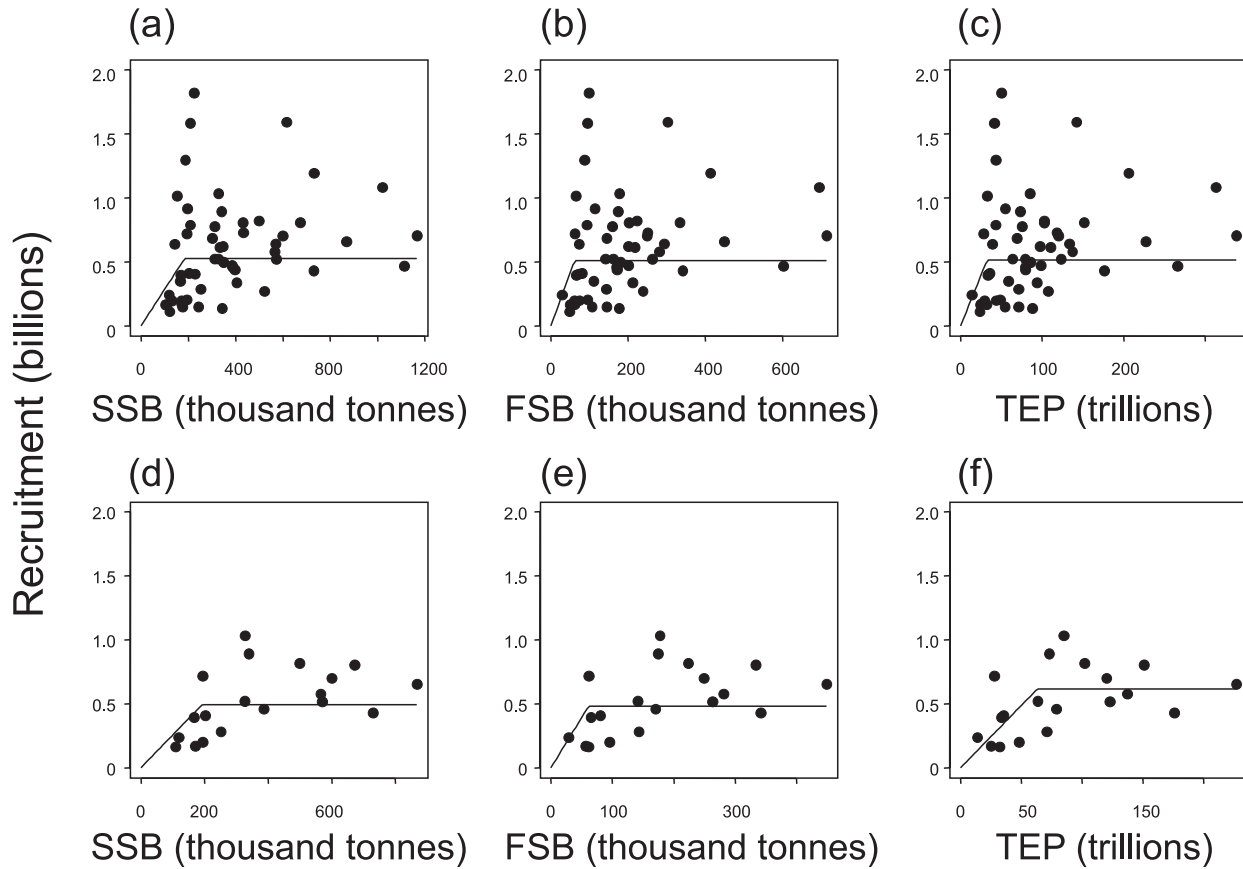 (a) (b) (c)
2.0 2.0 2.0
1.5 1.5 1.5
1.0 1.0 1.0
0.5 0.5 0.5
0 0 0
0 400 800 1200 0 200 400 600 0 100 200
SSB (thousand tonnes) FSB (thousand tonnes) TEP (trillions)
Recruitment (billions)
(d) (e) (f)
2.0 2.0 2.0
1.5 1.5 1.5
1.0 1.0 1.0
0.5 0.5 0.5
0 0 0
0 200 600 0 100 300 0 50 150
SSB (thousand tonnes) FSB (thousand tonnes) TEP (trillions)